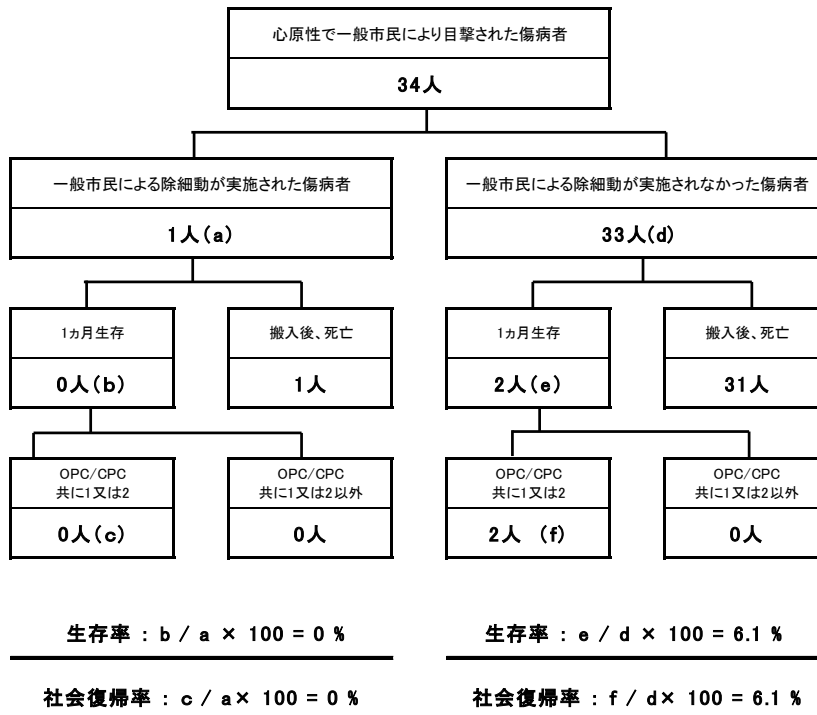 心原性で一般市民により目撃された傷病者
34人
一般市民による除細動が実施された傷病者
1人(a)
一般市民による除細動が実施されなかった傷病者
33人(d)
1ヵ月生存
0人(b)
搬入後、死亡
1人
1ヵ月生存
2人(e)
搬入後、死亡
31人
OPC/CPC
共に1又は2
0人(c)
OPC/CPC
共に1又は2以外
0人
OPC/CPC
共に1又は2
2人 (f)
OPC/CPC
共に1又は2以外
0人
生存率 : b / a × 100 = 0 %
生存率 : e / d × 100 = 6.1 %
社会復帰率 : c / a× 100 = 0 %
社会復帰率 : f / d× 100 = 6.1 %